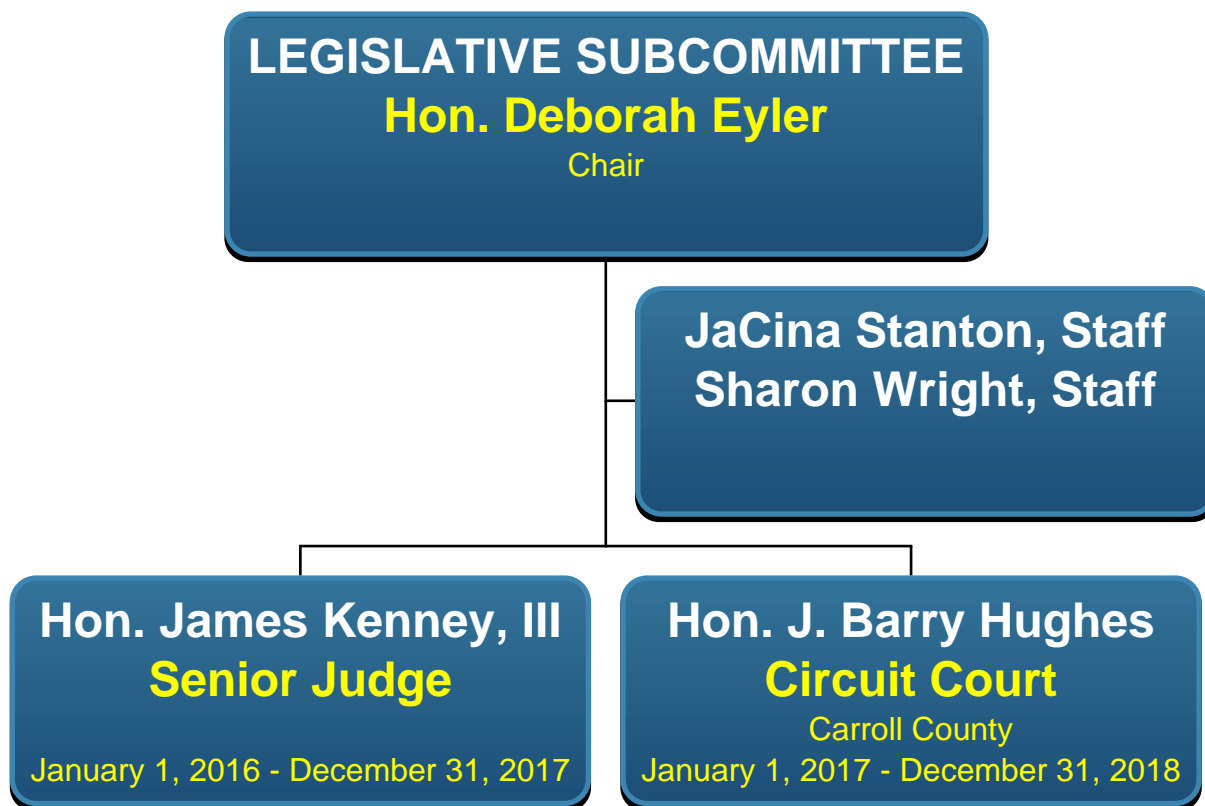 LEGISLATIVE SUBCOMMITTEE
Hon. Deborah Eyler
Chair
JaCina Stanton, Staff
Sharon Wright, Staff
Hon. James Kenney, III
Senior Judge
January 1, 2016 - December 31, 2017
Hon. J. Barry Hughes
Circuit Court
Carroll County
January 1, 2017 - December 31, 2018